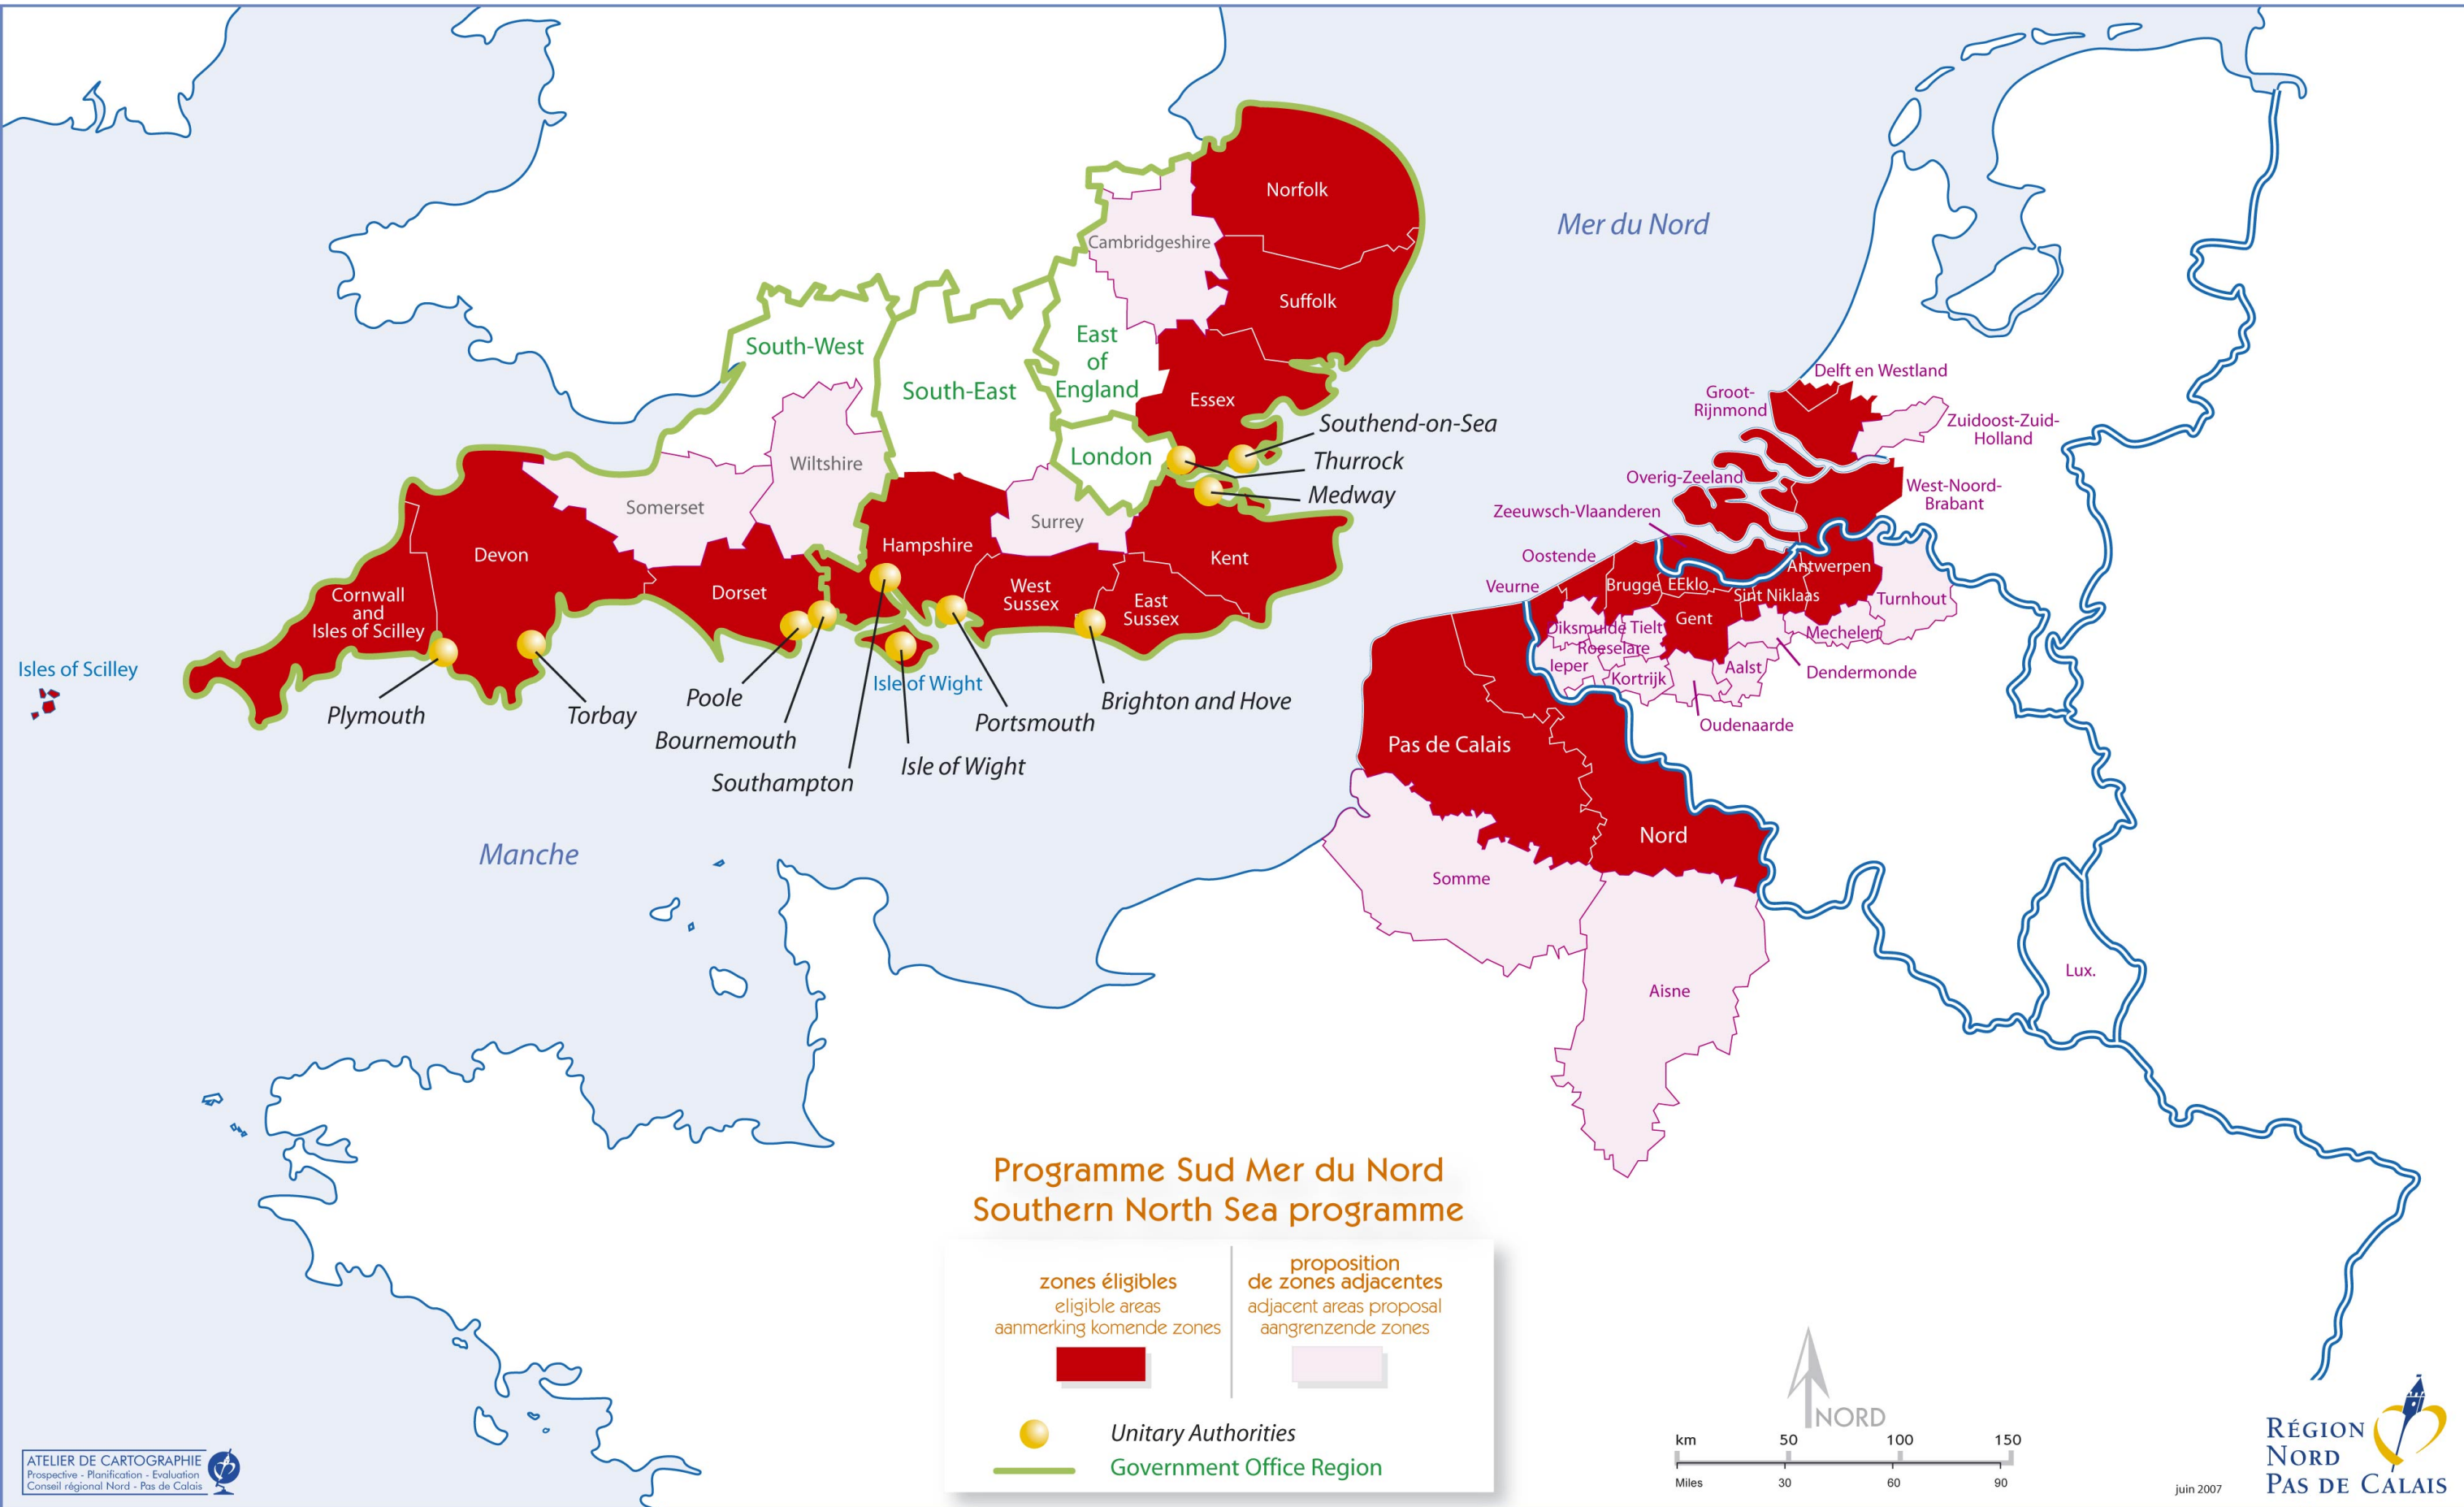 Norfolk
Mer du Nord
Cambridgeshire
Suffolk
East
of
England
South-West
South-East
Essex
London
Southend-on-Sea
Thurrock
Medway
Wiltshire
Somerset
Surrey
Hampshire
Kent
Devon
Dorset
West
Sussex
East
Sussex
Cornwall
and
Isles of Scilley
Isles of Scilley
Plymouth
Torbay
Poole
Bournemouth
Southampton
Isle of Wight
Isle of Wight
Portsmouth
Brighton and Hove
Manche
Delft en Westland
Groot-
Rijnmond
Zuidoost-Zuid-
Holland
Overig-Zeeland
West-Noord-
Brabant
Zeeuwsch-Vlaanderen
Oostende
Veurne
Brugge
EEklo
Antwerpen
Sint Niklaas
Turnhout
Gent
Diksmuide
Tielt
Mechelen
Roeselare
Ieper
Kortrijk
Aalst
Dendermonde
Oudenaarde
Pas de Calais
Nord
Somme
Aisne
Lux.
Programme Sud Mer du Nord
Southern North Sea programme
zones éligibles
eligible areas
aanmerking komende zones
proposition
de zones adjacentes
adjacent areas proposal
aangrenzende zones
Unitary Authorities
Government Office Region
NORD
km 50 100 150
Miles 30 60 90
juin 2007
RÉGION
NORD
PAS DE CALAIS
ATELIER DE CARTOGRAPHIE
Prospective - Planification - Evaluation
Conseil régional Nord - Pas de Calais